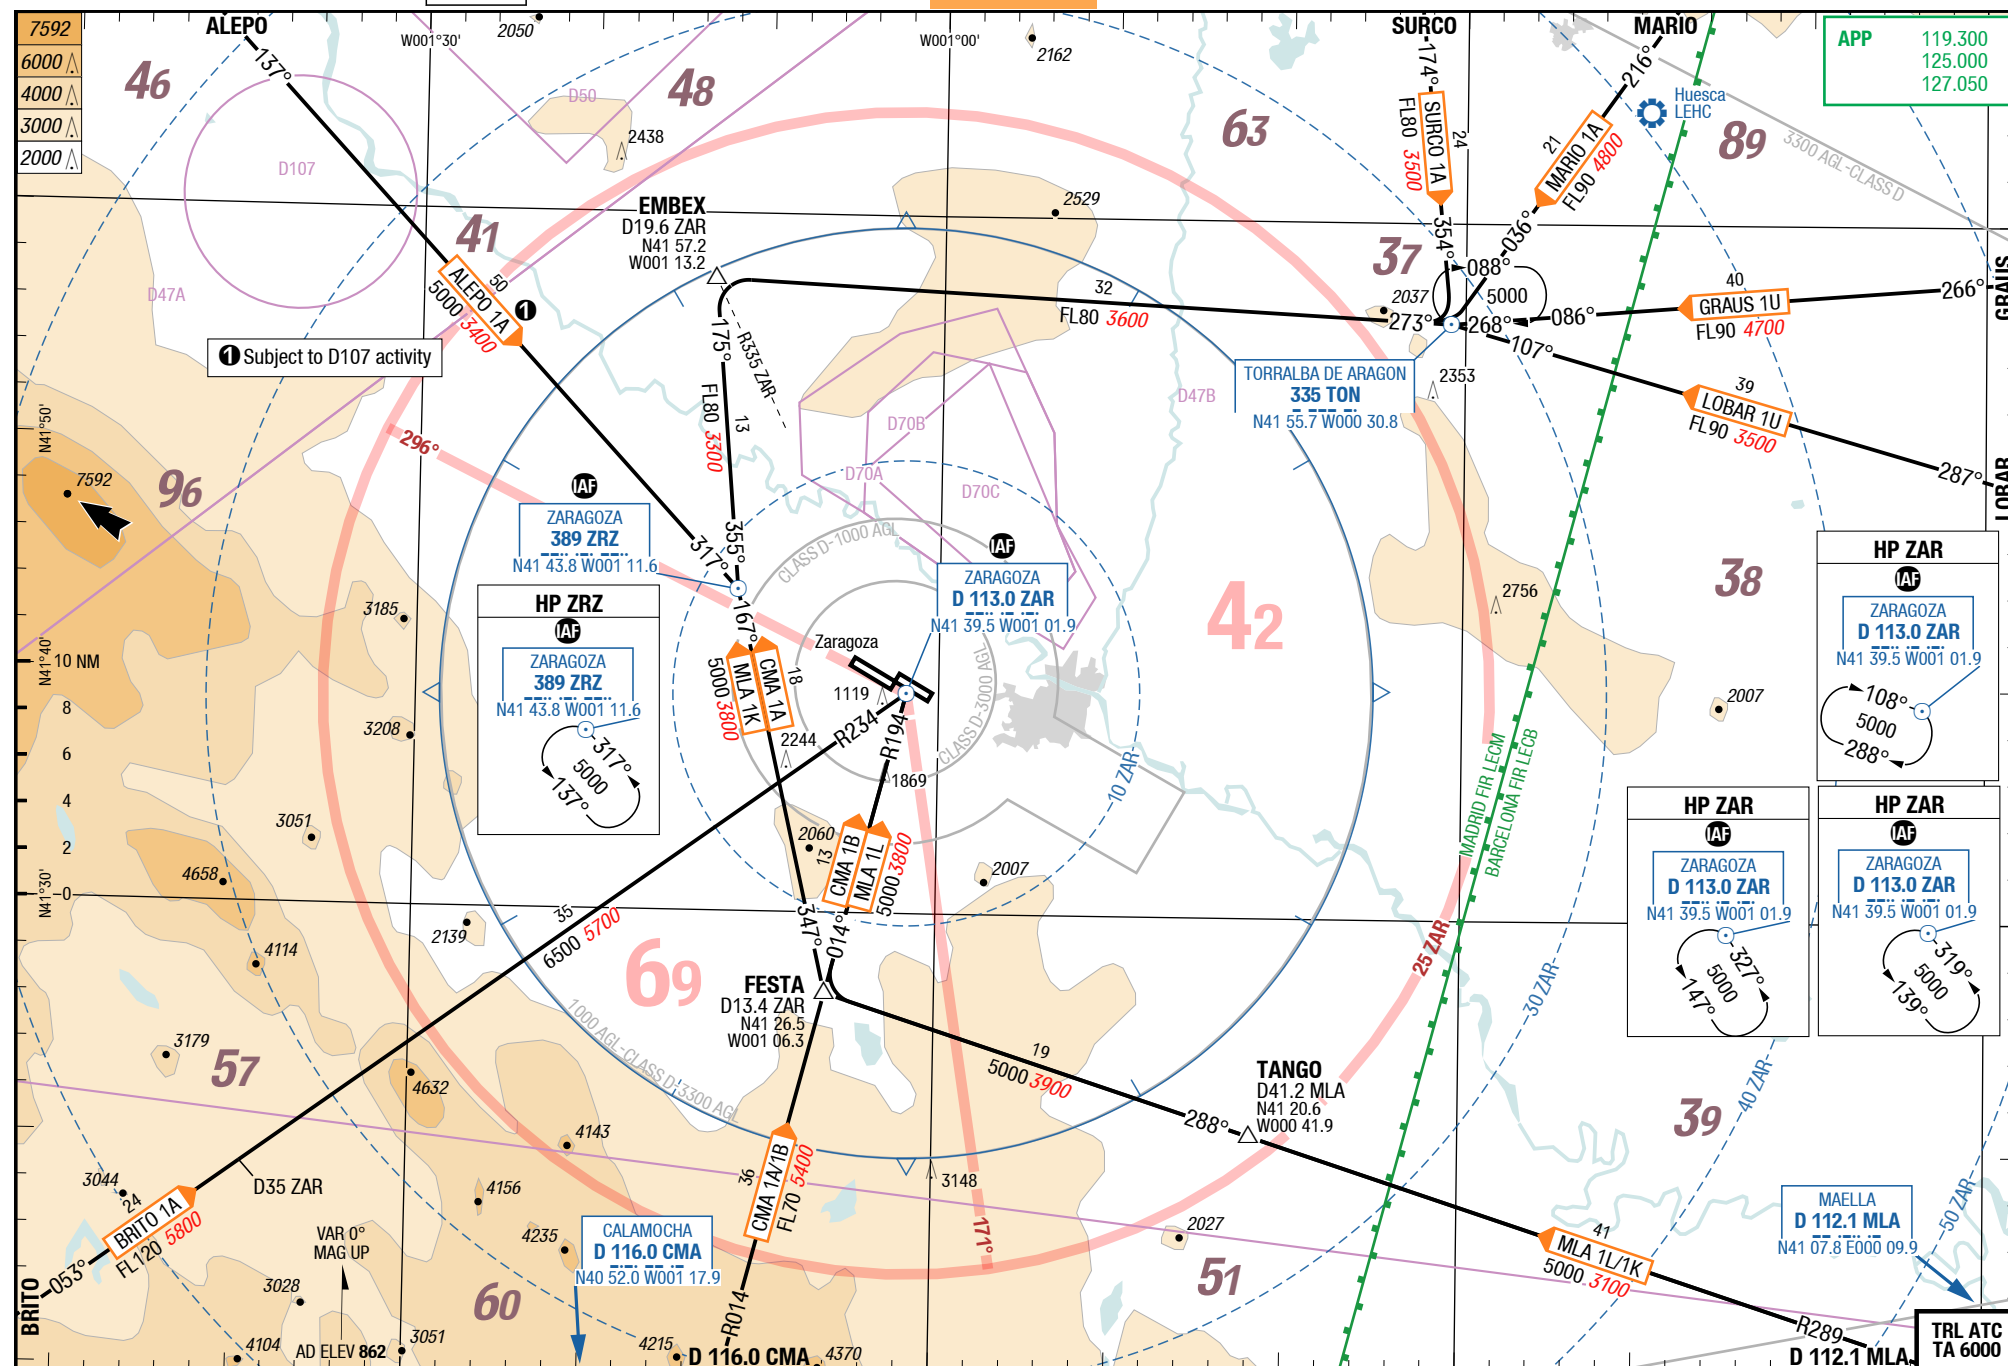 7592
6000
4000
3000
2000
ALEPO
137°
46
W001°30'
2050
W001°00'
2162
SURCO
174°
MARIO
216°
APP 119.300
125.000
127.050
D50
48
2438
63
SURCO 1A
FL80 3500
24
21
MARIO 1A
FL90 4800
Huesca
LEHC
89
3300 AGL-CLASS D
D107
41
D47A
EMBEX
D19.6 ZAR
N41 57.2
W001 13.2
2529
37
354°
036°
088°
5000
2037
273°
268°
086°
40
GRAUS 1U
FL90 4700
266°
GRAUS
50
ALEPO 1A
5000 3400
1
32
FL80 3600
175°
R335 ZAR
1 Subject to D107 activity
107°
39
LOBAR 1U
FL90 3500
287°
LOBAR
TORRALBA DE ARAGON
335 TON
N41 55.7 W000 30.8
2353
D47B
13
FL80 3300
D70B
D70A
D70C
N41°50'
296°
7592
96
IAF
ZARAGOZA
389 ZRZ
N41 43.8 W001 11.6
317°
355°
CLASS D-1000 AGL
IAF
ZARAGOZA
D 113.0 ZAR
N41 39.5 W001 01.9
42
2756
38
HP ZAR
IAF
ZARAGOZA
D 113.0 ZAR
N41 39.5 W001 01.9
108°
5000
288°
3185
HP ZRZ
IAF
ZARAGOZA
389 ZRZ
N41 43.8 W001 11.6
317°
5000
137°
167°
Zaragoza
N41°40'
10 NM
8
6
4
2
0
MLA 1K
CMA 1A
5000 3800
18
1119
R234
R194
CLASS D-3000 AGL
2244
1869
10 ZAR
2007
3208
MADRID FIR LECM
BARCELONA FIR LECB
3051
4658
N41°30'
2060
13
CMA 1B
MLA 1L
5000 3800
2007
HP ZAR
IAF
ZARAGOZA
D 113.0 ZAR
N41 39.5 W001 01.9
327°
5000
147°
HP ZAR
IAF
ZARAGOZA
D 113.0 ZAR
N41 39.5 W001 01.9
319°
5000
139°
35
6500 5700
2139
4114
347°
014°
69
25 ZAR
30 ZAR
FESTA
D13.4 ZAR
N41 26.5
W001 06.3
1000 AGL-CLASS D-3300 AGL
3179
57
4632
19
5000 3900
TANGO
D41.2 MLA
N41 20.6
W000 41.9
288°
40 ZAR
39
4143
3044
24
BRITO 1A
FL120 5800
D35 ZAR
4156
36
CMA 1A/1B
FL70 5400
3148
171°
2027
50 ZAR
MAELLA
D 112.1 MLA
N41 07.8 E000 09.9
VAR 0°
MAG UP
4235
CALAMOCHA
D 116.0 CMA
N40 52.0 W001 17.9
41
MLA 1L/1K
5000 3100
51
053°
BRITO
3028
60
R014
R289
TRL ATC
TA 6000
4104
AD ELEV 862
3051
4215
D 116.0 CMA
4370
D 112.1 MLA